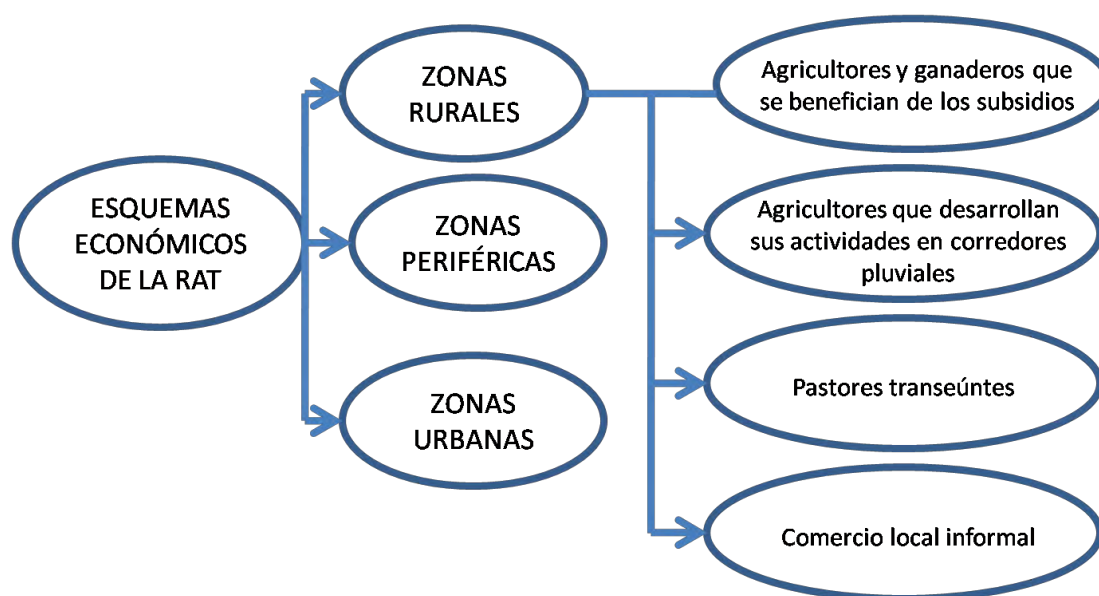 ESQUEMAS
ECONÓMICOS
DE LA RAT
ZONAS
RURALES
ZONAS
PERIFÉRICAS
ZONAS
URBANAS
Agricultores y ganaderos que
se benefician de los subsidios
Agricultores que desarrollan
sus actividades en corredores
pluviales
Pastores transeúntes
Comercio local informal